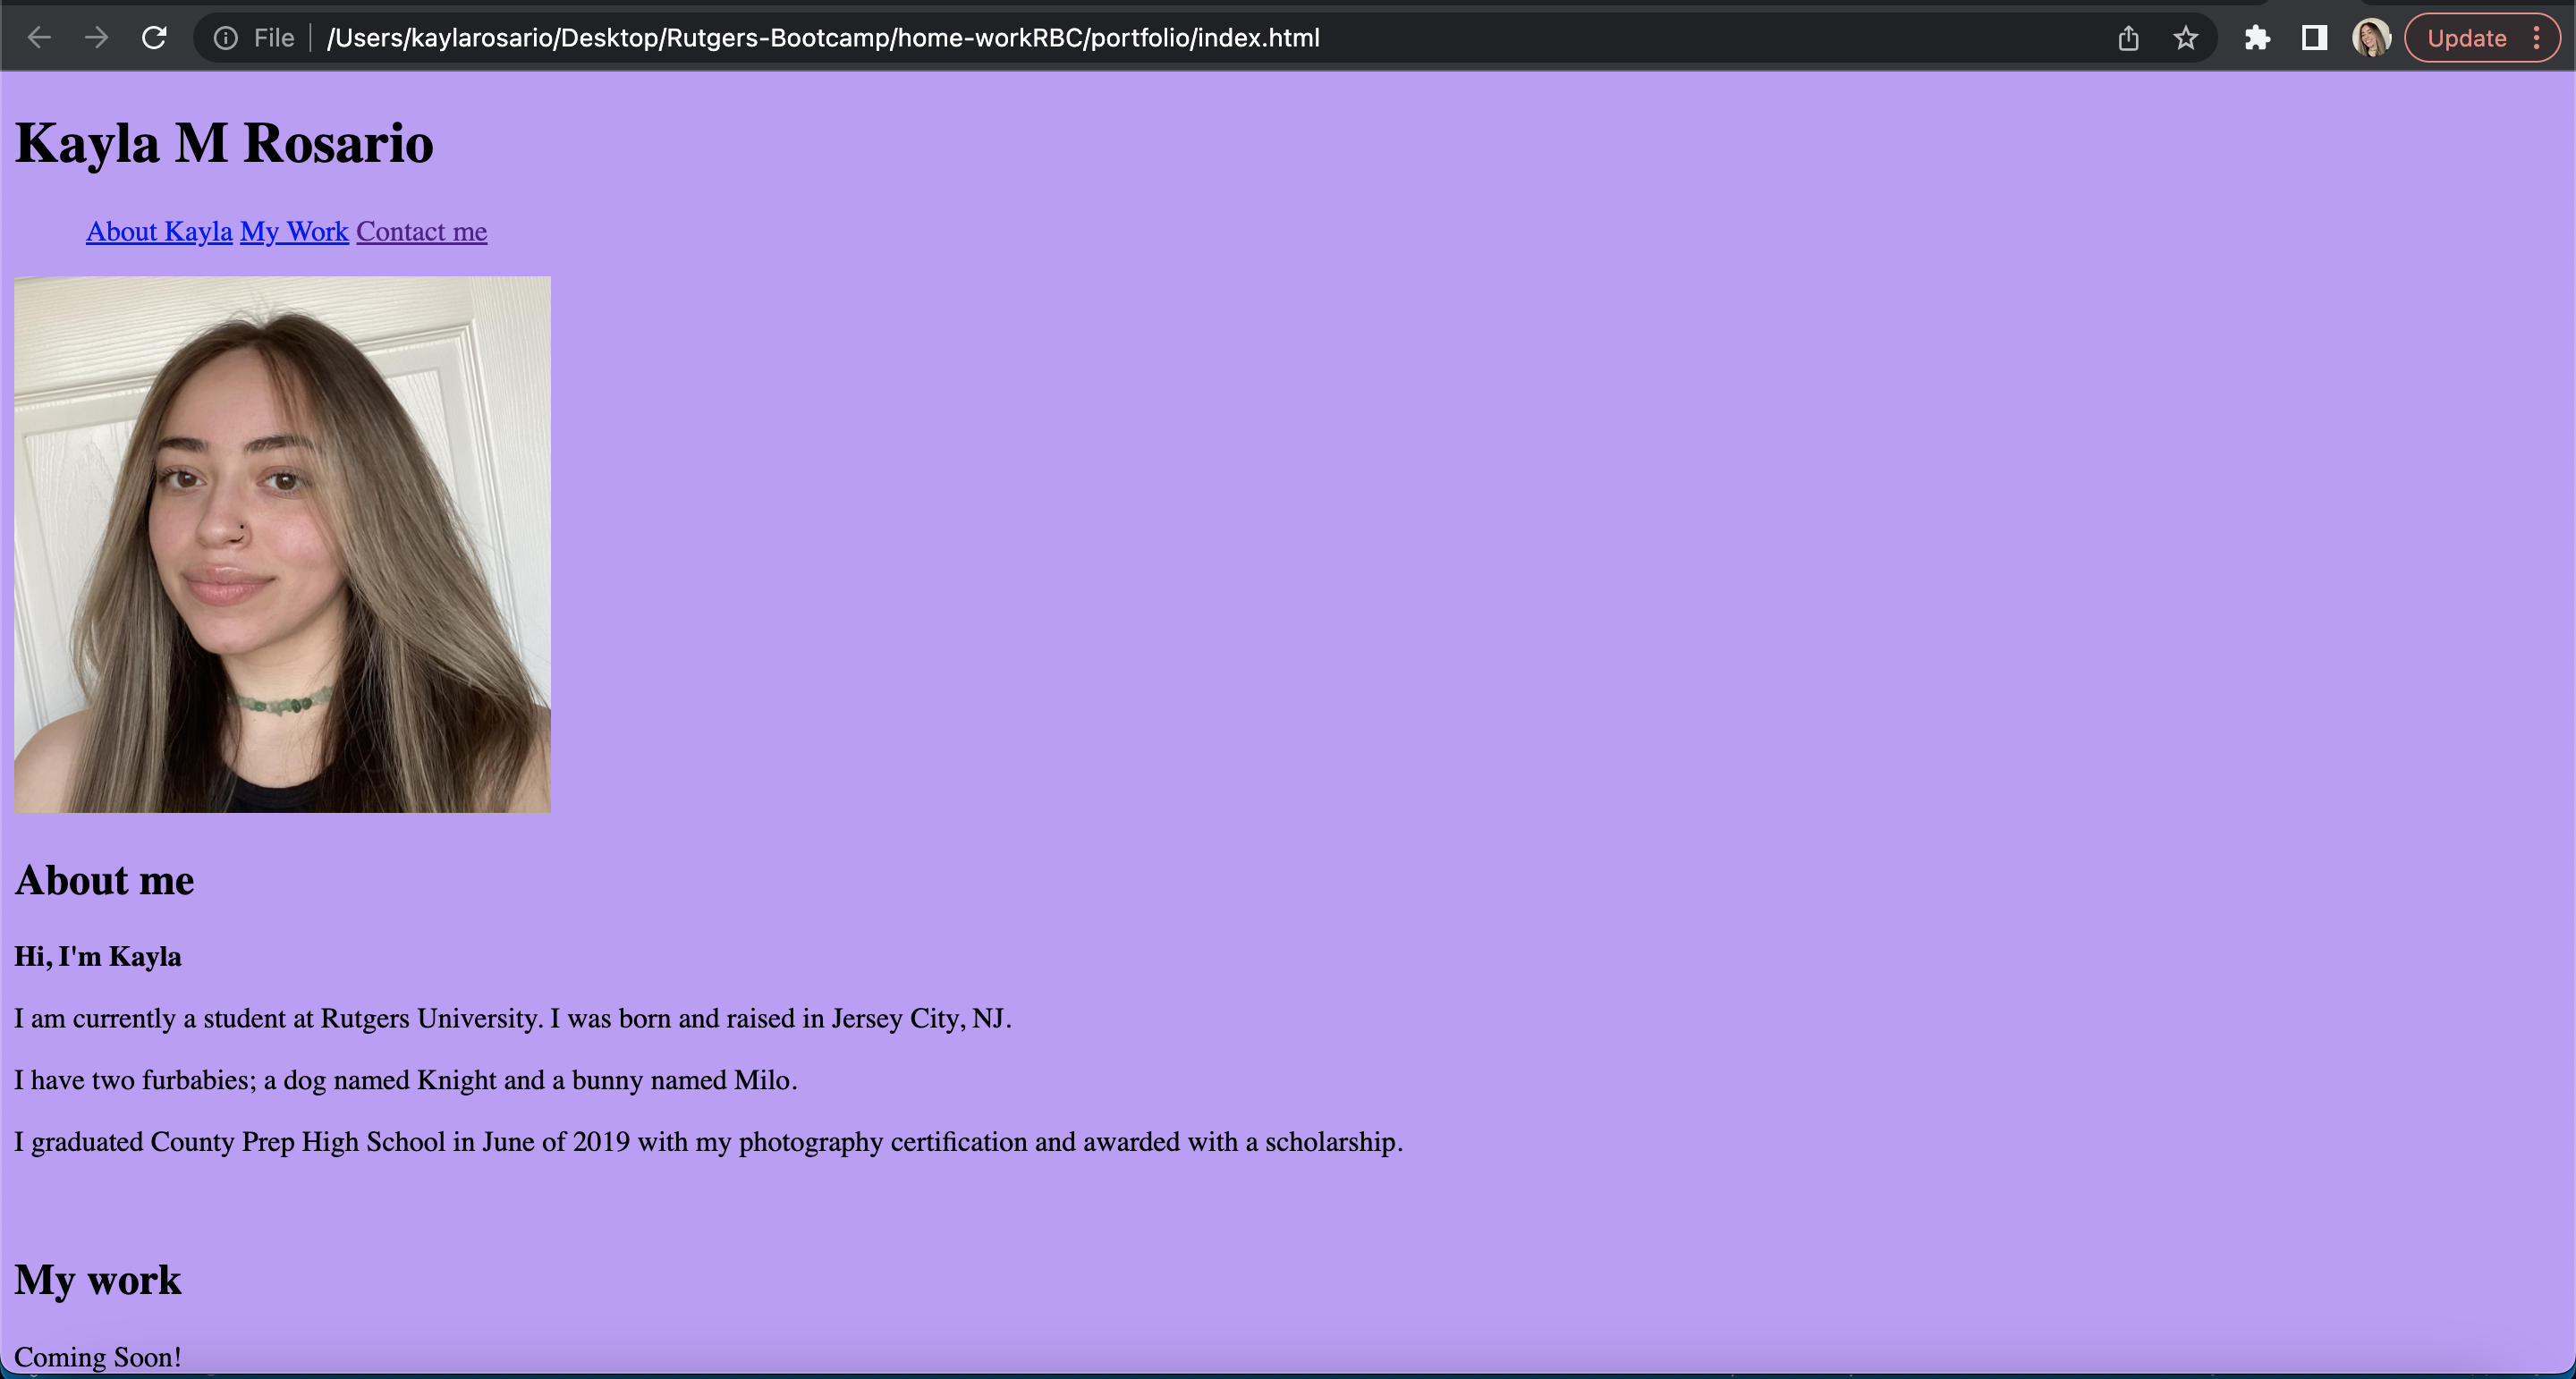 File /Users/kaylarosario/Desktop/Rutgers-Bootcamp/home-workRBC/portfolio/index.html Update
Kayla M Rosario
About Kayla My Work Contact me
About me
Hi, I'm Kayla
I am currently a student at Rutgers University. I was born and raised in Jersey City, NJ.
I have two furbabies; a dog named Knight and a bunny named Milo.
I graduated County Prep High School in June of 2019 with my photography certification and awarded with a scholarship.
My work
Coming Soon!